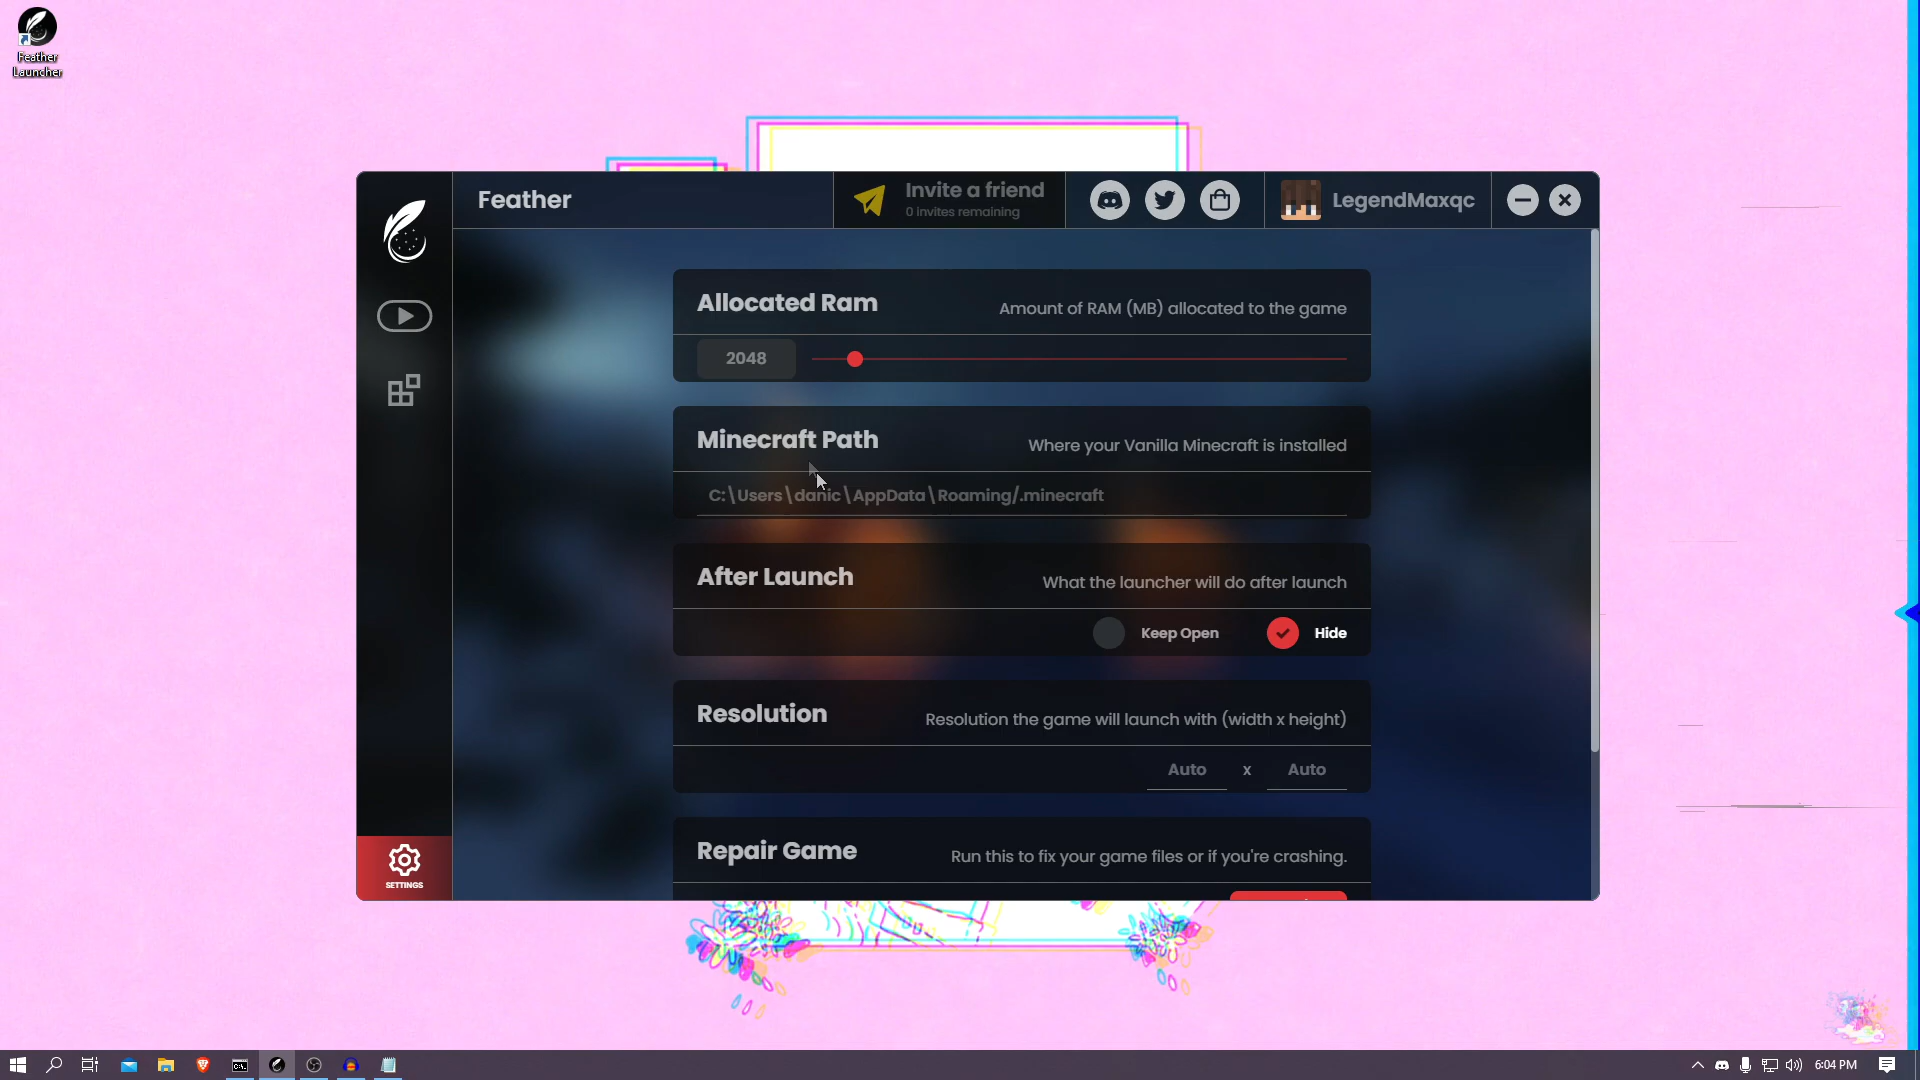 Feather
Launcher
Feather
Invite a friend
0 invites remaining
LegendMaxqc
Allocated Ram
Amount of RAM (MB) allocated to the game
2048
Minecraft Path
Where your Vanilla Minecraft is installed
C:\Users\danic\AppData\Roaming/.minecraft
After Launch
What the launcher will do after launch
Keep Open
Hide
Resolution
Resolution the game will launch with (width x height)
Auto x Auto
Repair Game
Run this to fix your game files or if you're crashing.
SETTINGS
6:04 PM